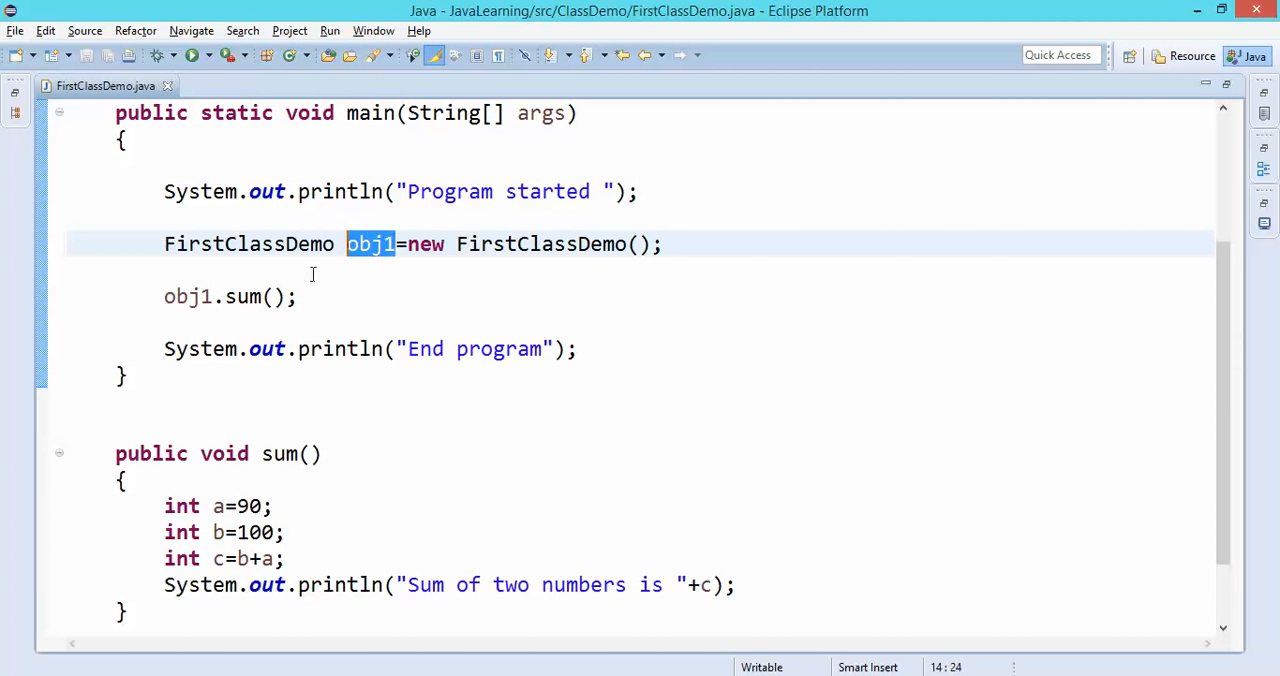 Java - JavaLearning/src/ClassDemo/FirstClassDemo.java - Eclipse Platform
File Edit Source Refactor Navigate Search Project Run Window Help
Quick Access Resource Java
FirstClassDemo.java
public static void main(String[] args)
{
System.out.println("Program started ");
FirstClassDemo obj1=new FirstClassDemo();
obj1.sum();
System.out.println("End program");
}
public void sum()
{
int a=90;
int b=100;
int c=b+a;
System.out.println("Sum of two numbers is "+c);
}
Writable Smart Insert 14 : 24